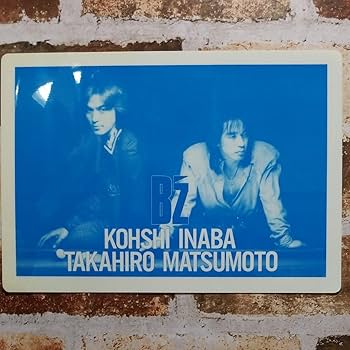 B'z
KOHSHI INABA
TAKAHIRO MATSUMOTO